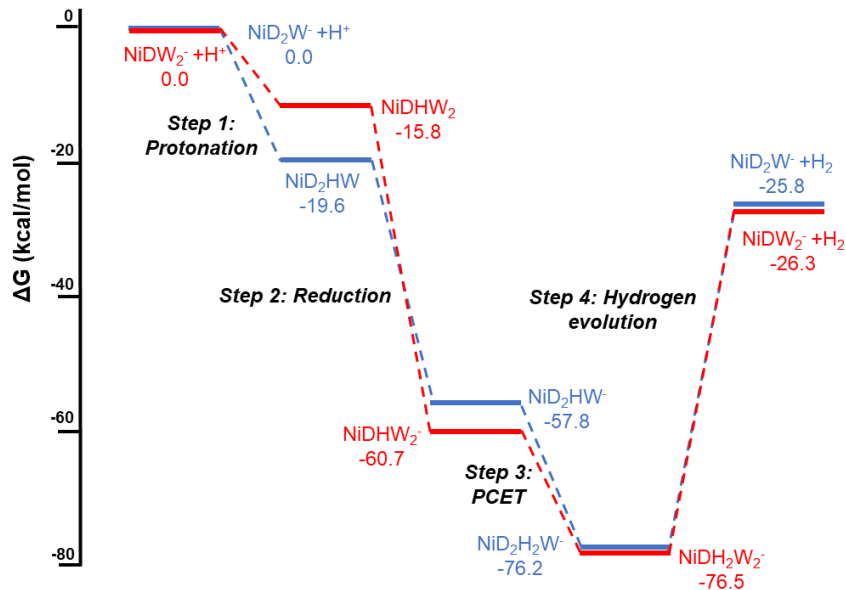 0
-20
-40
-60
-80
ΔG (kcal/mol)
NiDW₂⁻ +H⁺
0.0
NiD₂W⁻ +H⁺
0.0
Step 1:
Protonation
NiDHW₂
-15.8
NiD₂HW
-19.6
Step 2: Reduction
NiD₂HW⁻
-57.8
NiDHW₂⁻
-60.7
Step 3:
PCET
NiD₂H₂W⁻
-76.2
NiDH₂W₂⁻
-76.5
Step 4: Hydrogen
evolution
NiD₂W⁻ +H₂
-25.8
NiDW₂⁻ +H₂
-26.3